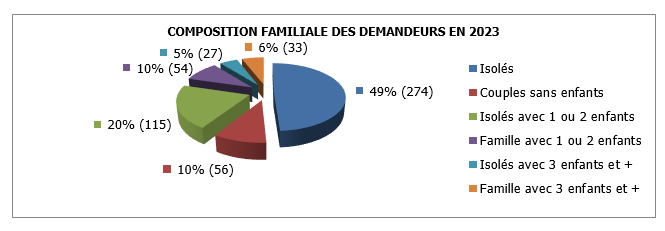 COMPOSITION FAMILIALE DES DEMANDEURS EN 2023
5% (27)
6% (33)
10% (54)
49% (274)
20% (115)
10% (56)
Isolés
Couples sans enfants
Isolés avec 1 ou 2 enfants
Famille avec 1 ou 2 enfants
Isolés avec 3 enfants et +
Famille avec 3 enfants et +